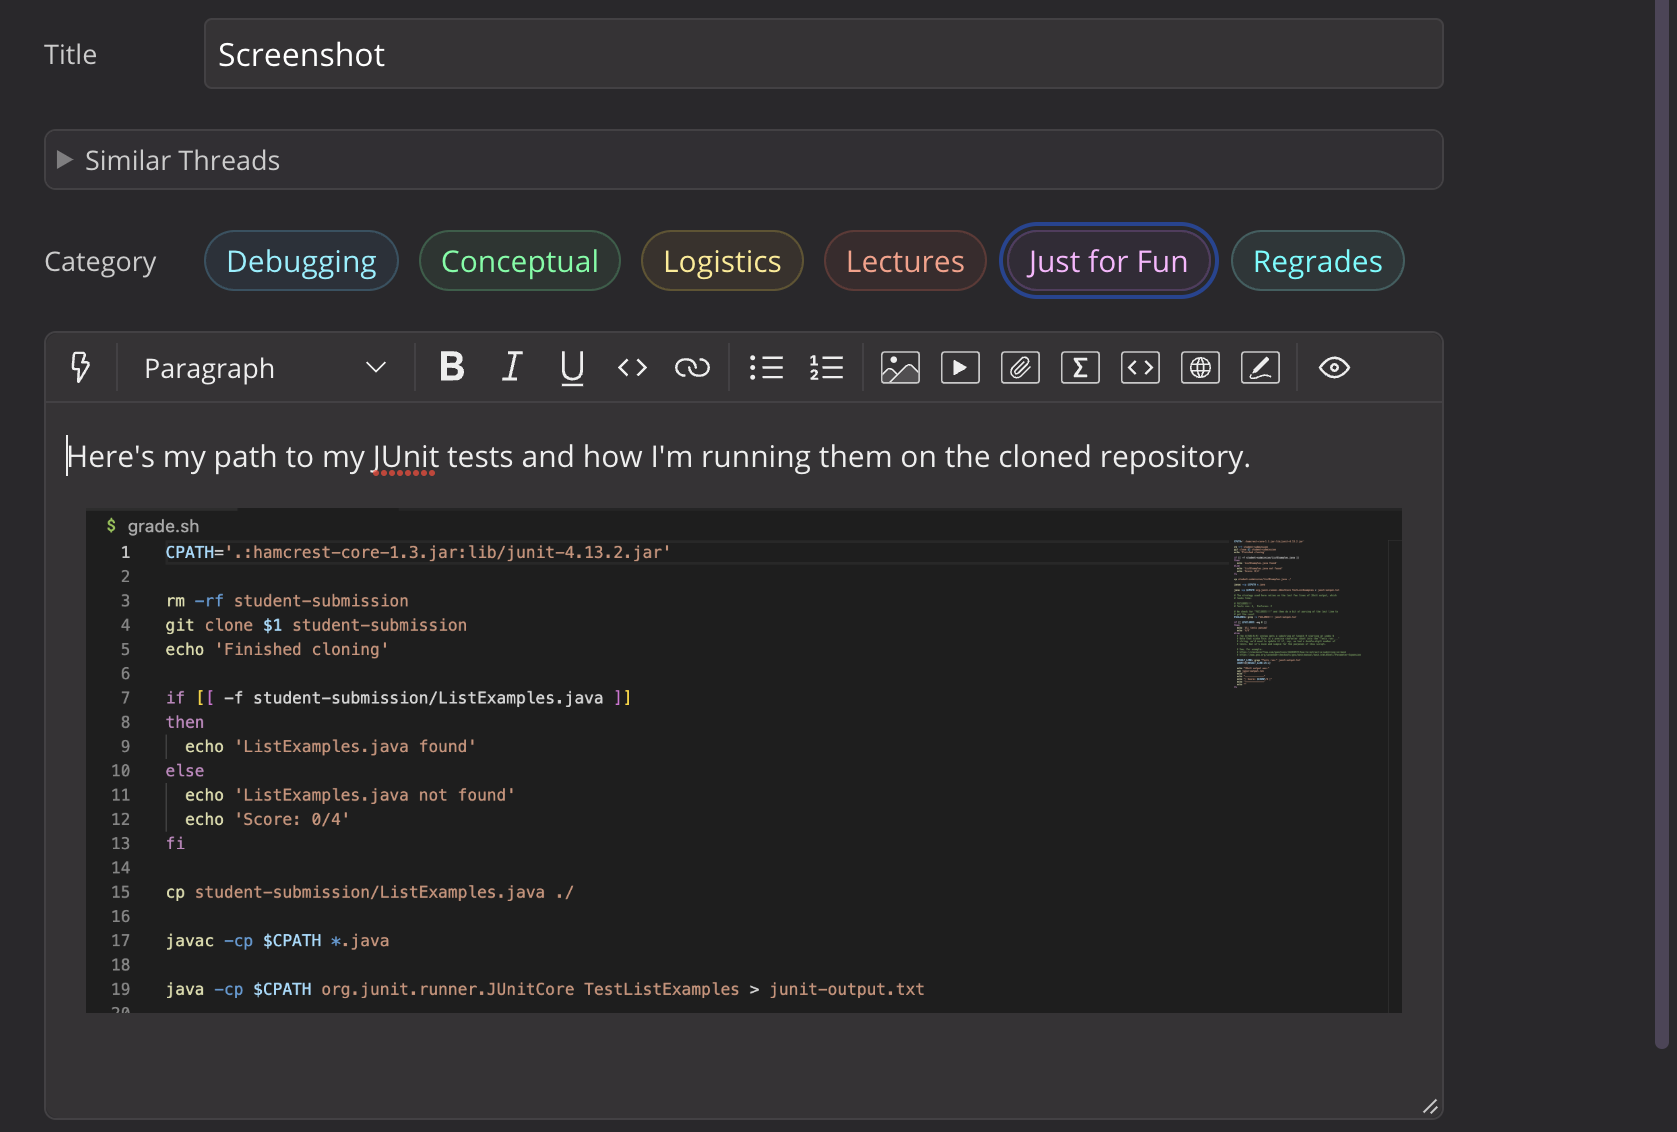 Title
Screenshot
Similar Threads
Category
Debugging
Conceptual
Logistics
Lectures
Just for Fun
Regrades
Paragraph
Here's my path to my JUnit tests and how I'm running them on the cloned repository.
$ grade.sh
1 CPATH='.:hamcrest-core-1.3.jar:lib/junit-4.13.2.jar'
2
3 rm -rf student-submission
4 git clone $1 student-submission
5 echo 'Finished cloning'
6
7 if [[ -f student-submission/ListExamples.java ]]
8 then
9 echo 'ListExamples.java found'
10 else
11 echo 'ListExamples.java not found'
12 echo 'Score: 0/4'
13 fi
14
15 cp student-submission/ListExamples.java ./
16
17 javac -cp $CPATH *.java
18
19 java -cp $CPATH org.junit.runner.JUnitCore TestListExamples > junit-output.txt
20